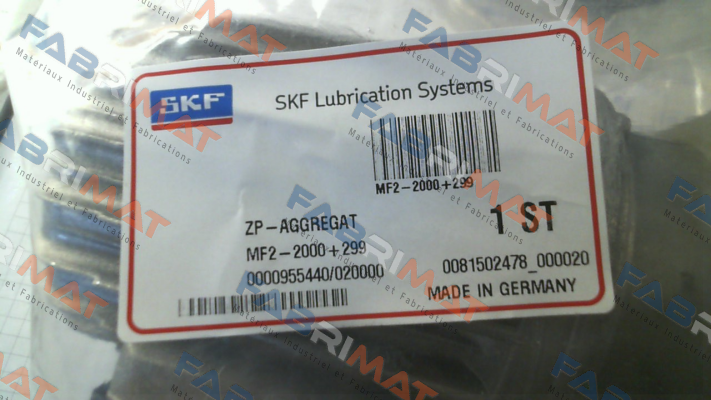 SKF
SKF Lubrication Systems
MF2-2000+299
ZP-AGGREGAT
1 ST
MF2-2000+299
0000955440/020000
0081502478_000020
MADE IN GERMANY
FABRIMAT
Materiaux Industriel et Fabrications